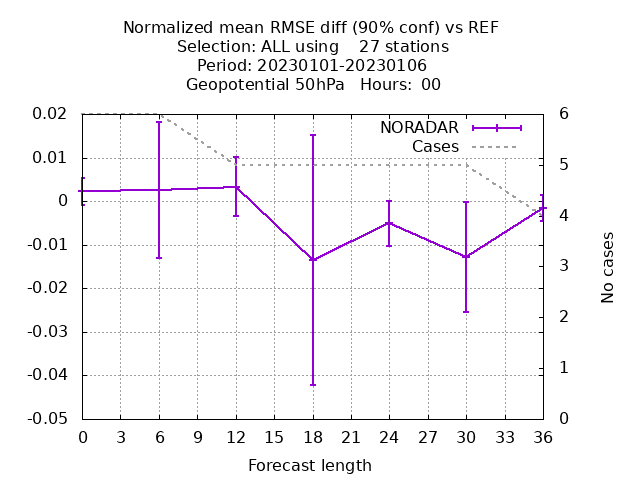 Normalized mean RMSE diff (90% conf) vs REF
Selection: ALL using    27 stations
Period: 20230101-20230106
Geopotential 50hPa   Hours:  00
NORADAR
Cases
0.02
0.01
0
-0.01
-0.02
-0.03
-0.04
-0.05
6
5
4
3
2
1
0
No cases
0 3 6 9 12 15 18 21 24 27 30 33 36
Forecast length